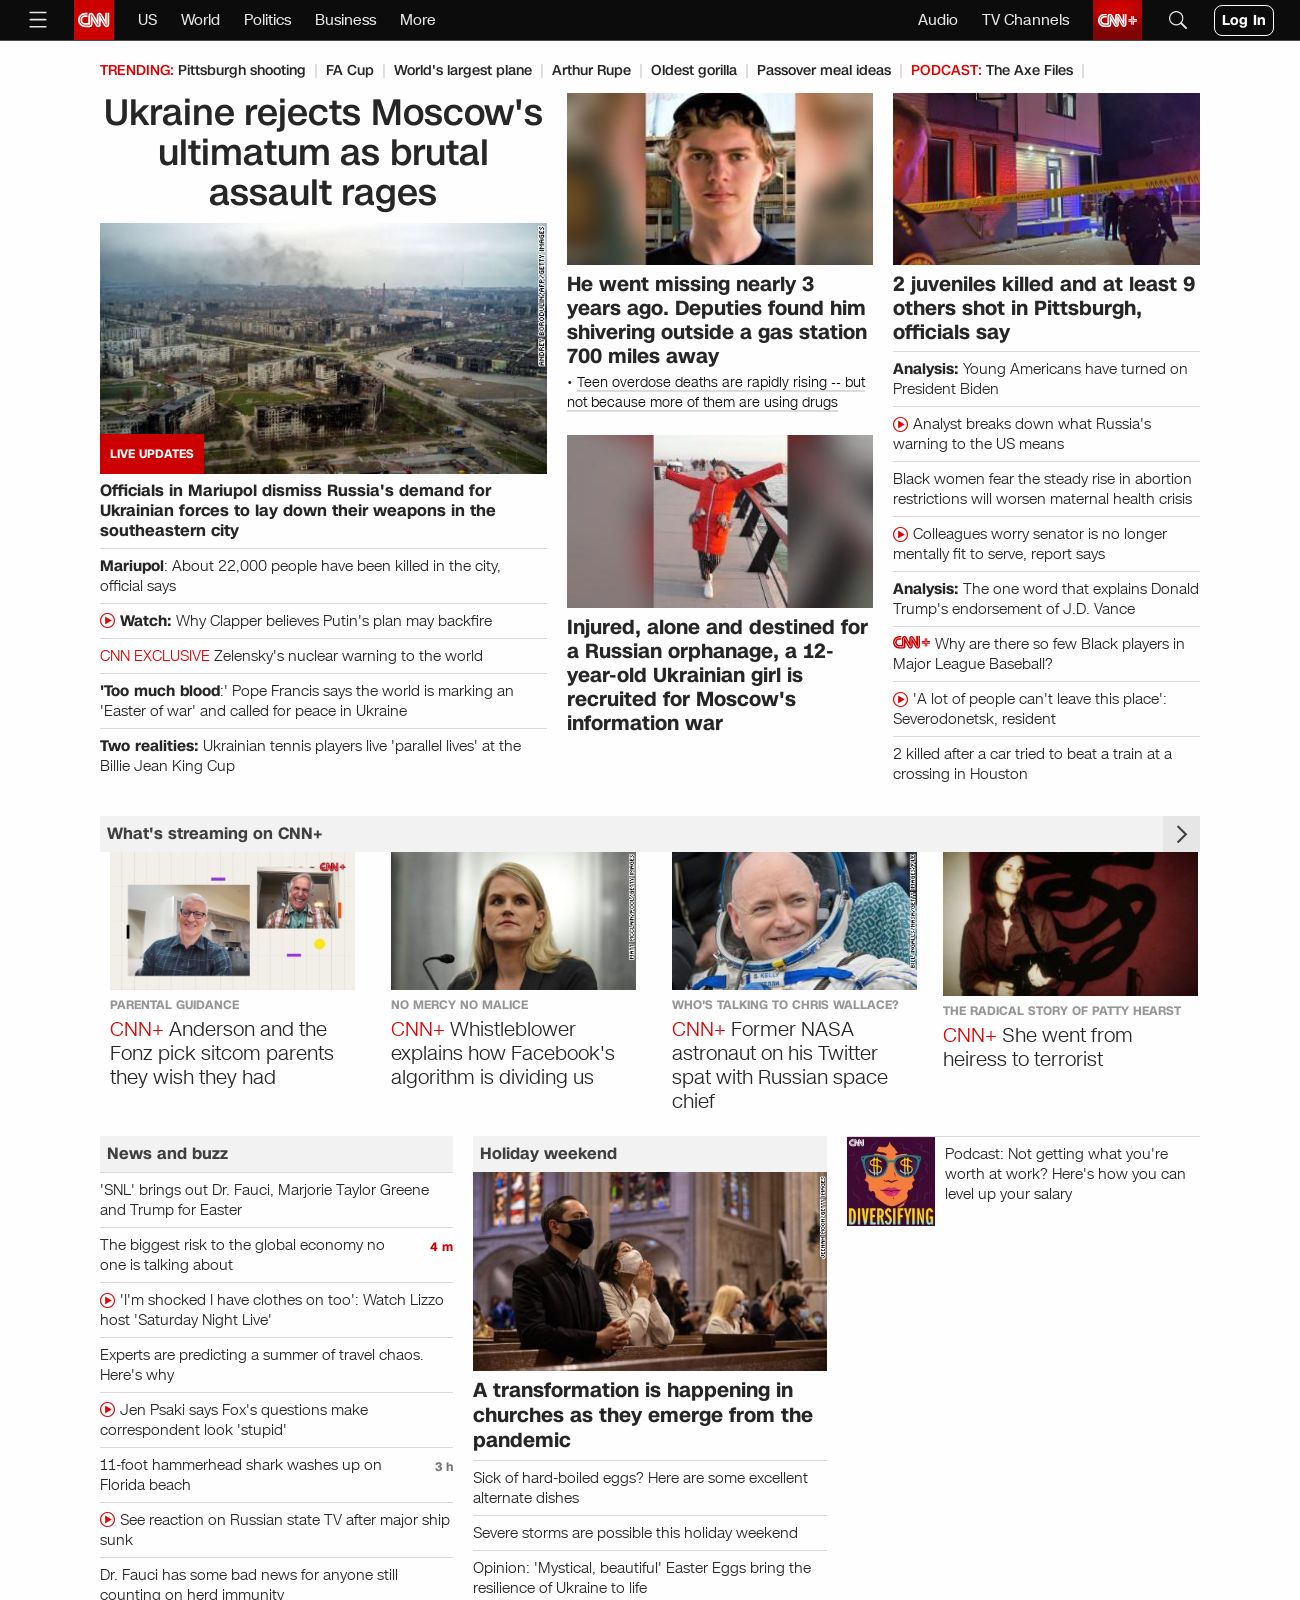 CNN
US
World
Politics
Business
More
Audio
TV Channels
CNN+
Log In
TRENDING: Pittsburgh shooting
FA Cup
World's largest plane
Arthur Rupe
Oldest gorilla
Passover meal ideas
PODCAST: The Axe Files
Ukraine rejects Moscow's
ultimatum as brutal
assault rages
ANDREY BORODULIN/AFP/GETTY IMAGES
LIVE UPDATES
Officials in Mariupol dismiss Russia's demand for
Ukrainian forces to lay down their weapons in the
southeastern city
Mariupol: About 22,000 people have been killed in the city,
official says
Watch: Why Clapper believes Putin's plan may backfire
CNN EXCLUSIVE Zelensky's nuclear warning to the world
'Too much blood:' Pope Francis says the world is marking an
'Easter of war' and called for peace in Ukraine
Two realities: Ukrainian tennis players live 'parallel lives' at the
Billie Jean King Cup
He went missing nearly 3
years ago. Deputies found him
shivering outside a gas station
700 miles away
• Teen overdose deaths are rapidly rising -- but
not because more of them are using drugs
Injured, alone and destined for
a Russian orphanage, a 12-
year-old Ukrainian girl is
recruited for Moscow's
information war
2 juveniles killed and at least 9
others shot in Pittsburgh,
officials say
Analysis: Young Americans have turned on
President Biden
Analyst breaks down what Russia's
warning to the US means
Black women fear the steady rise in abortion
restrictions will worsen maternal health crisis
Colleagues worry senator is no longer
mentally fit to serve, report says
Analysis: The one word that explains Donald
Trump's endorsement of J.D. Vance
CNN+ Why are there so few Black players in
Major League Baseball?
'A lot of people can't leave this place':
Severodonetsk, resident
2 killed after a car tried to beat a train at a
crossing in Houston
What's streaming on CNN+
CNN+
PARENTAL GUIDANCE
CNN+ Anderson and the
Fonz pick sitcom parents
they wish they had
NO MERCY NO MALICE
CNN+ Whistleblower
explains how Facebook's
algorithm is dividing us
S. KELLY
WHO'S TALKING TO CHRIS WALLACE?
CNN+ Former NASA
astronaut on his Twitter
spat with Russian space
chief
THE RADICAL STORY OF PATTY HEARST
CNN+ She went from
heiress to terrorist
News and buzz
'SNL' brings out Dr. Fauci, Marjorie Taylor Greene
and Trump for Easter
The biggest risk to the global economy no
one is talking about
4 m
'I'm shocked I have clothes on too': Watch Lizzo
host 'Saturday Night Live'
Experts are predicting a summer of travel chaos.
Here's why
Jen Psaki says Fox's questions make
correspondent look 'stupid'
11-foot hammerhead shark washes up on
Florida beach
3 h
See reaction on Russian state TV after major ship
sunk
Dr. Fauci has some bad news for anyone still
counting on herd immunity
Holiday weekend
A transformation is happening in
churches as they emerge from the
pandemic
Sick of hard-boiled eggs? Here are some excellent
alternate dishes
Severe storms are possible this holiday weekend
Opinion: 'Mystical, beautiful' Easter Eggs bring the
resilience of Ukraine to life
CNN
DIVERSIFYING
Podcast: Not getting what you're
worth at work? Here's how you can
level up your salary